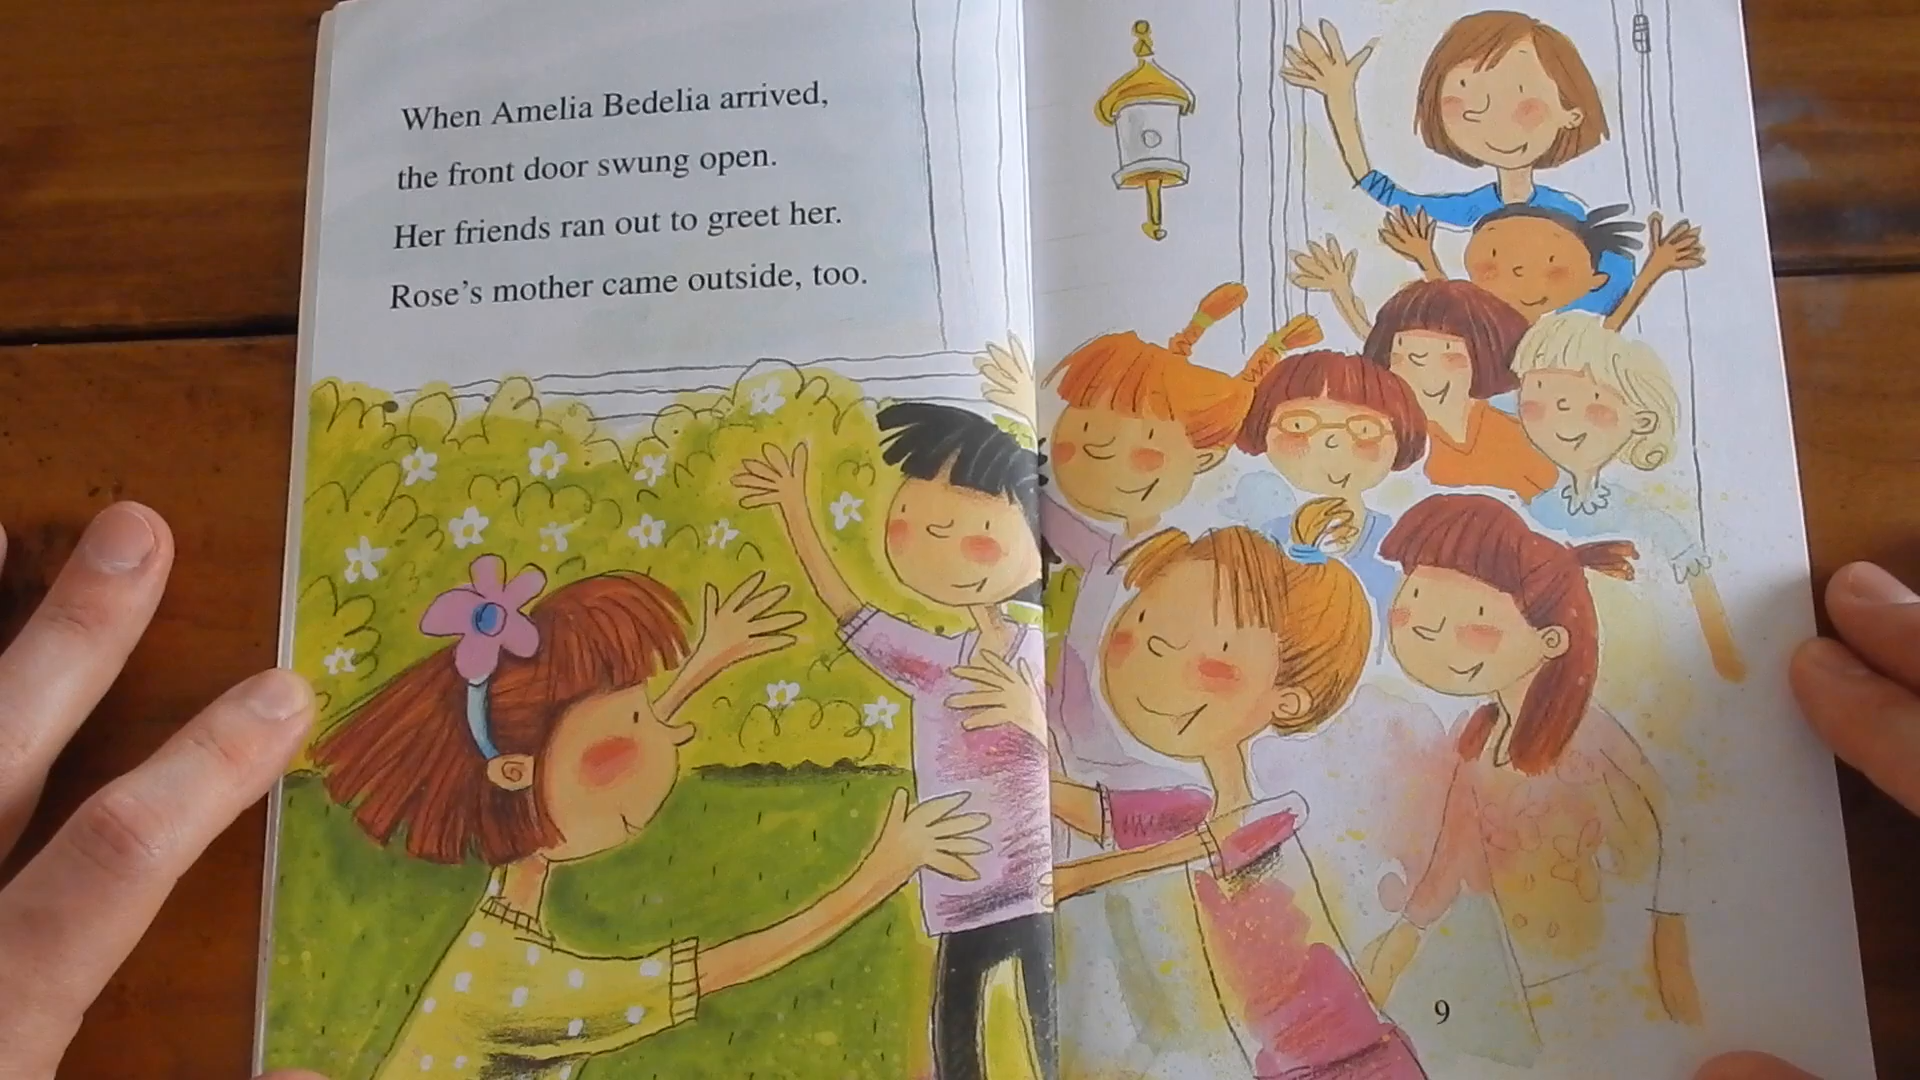 When Amelia Bedelia arrived,
the front door swung open.
Her friends ran out to greet her.
Rose's mother came outside, too.
9